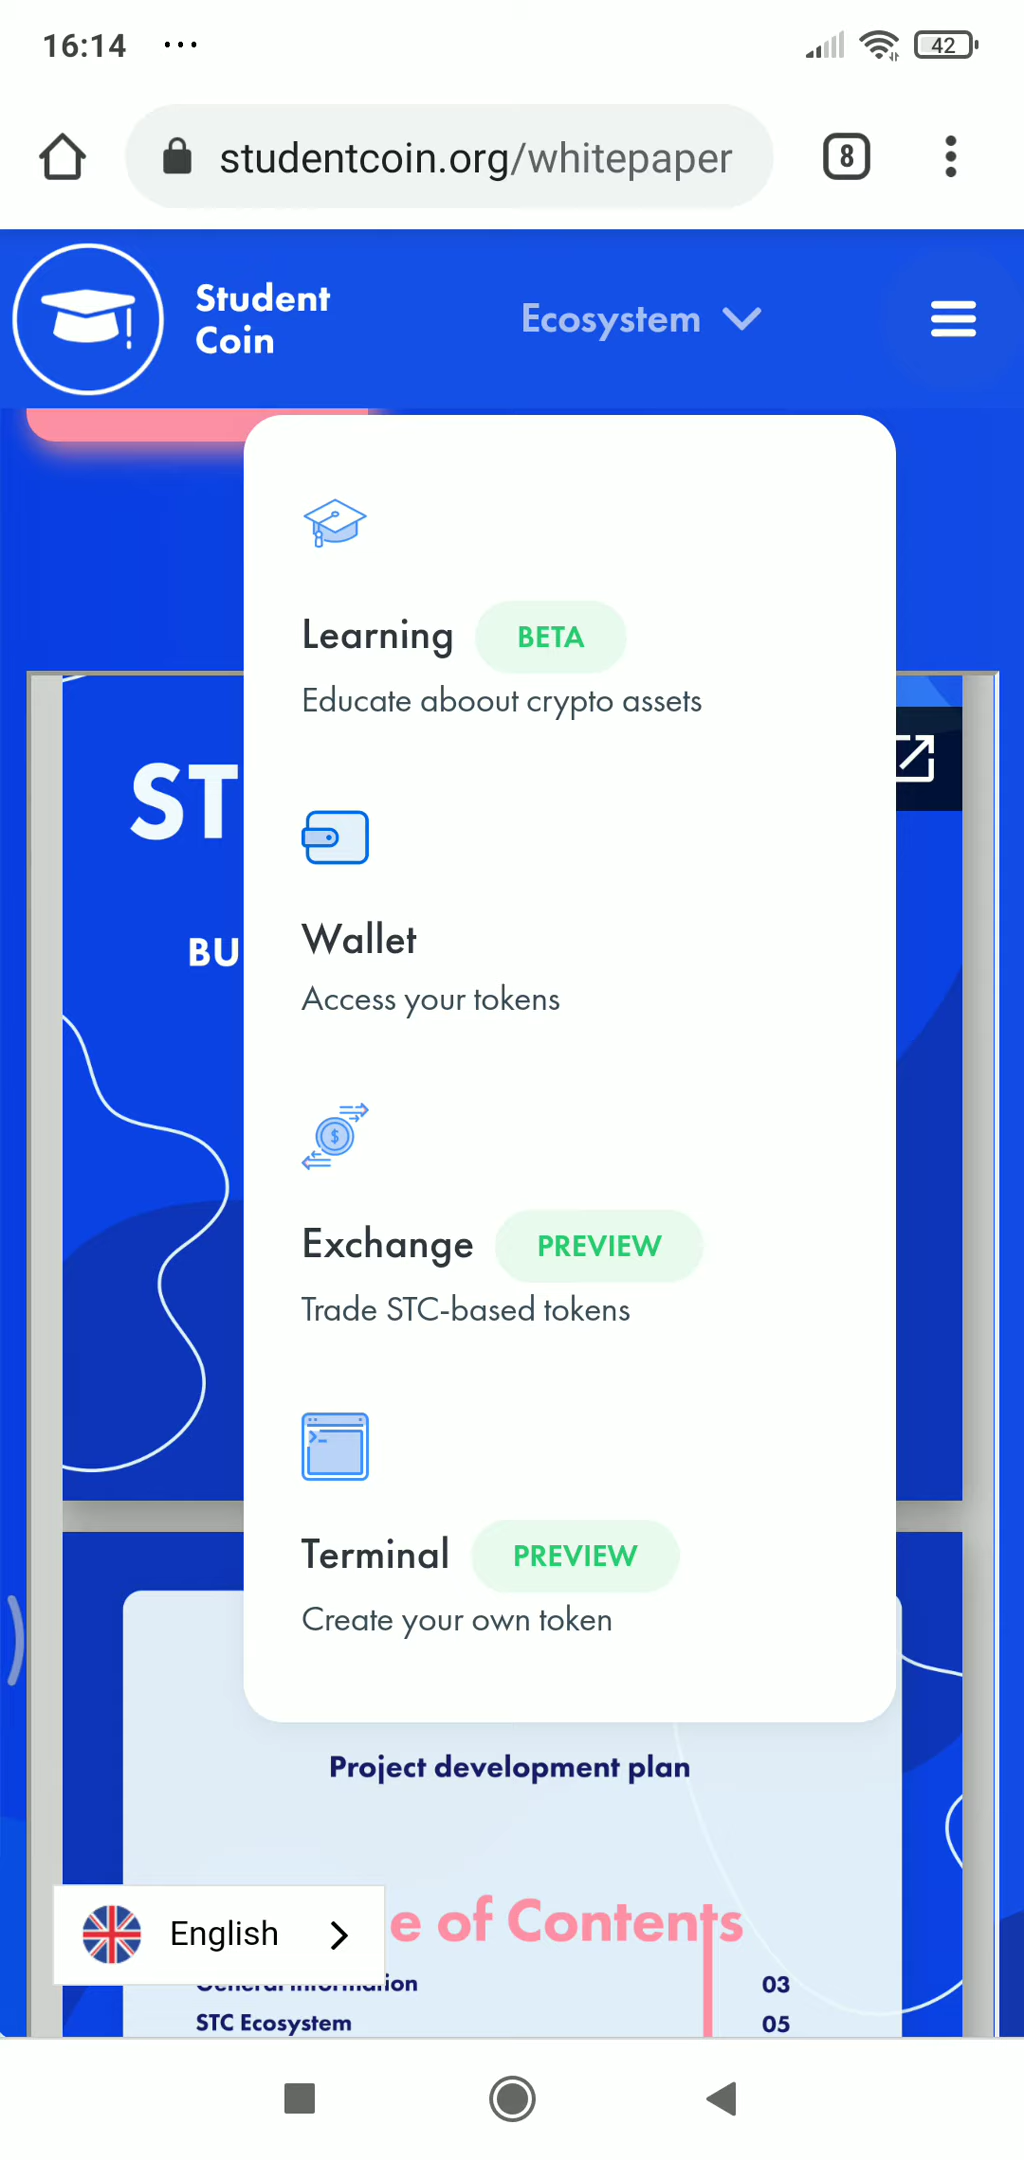 16:14 ... 42
studentcoin.org/whitepaper 8
Student
Coin
Ecosystem
Learning BETA
Educate aboout crypto assets
ST
Wallet
BU
Access your tokens
Exchange PREVIEW
Trade STC-based tokens
Terminal PREVIEW
Create your own token
Project development plan
e of Contents
English
General information 03
STC Ecosystem 05